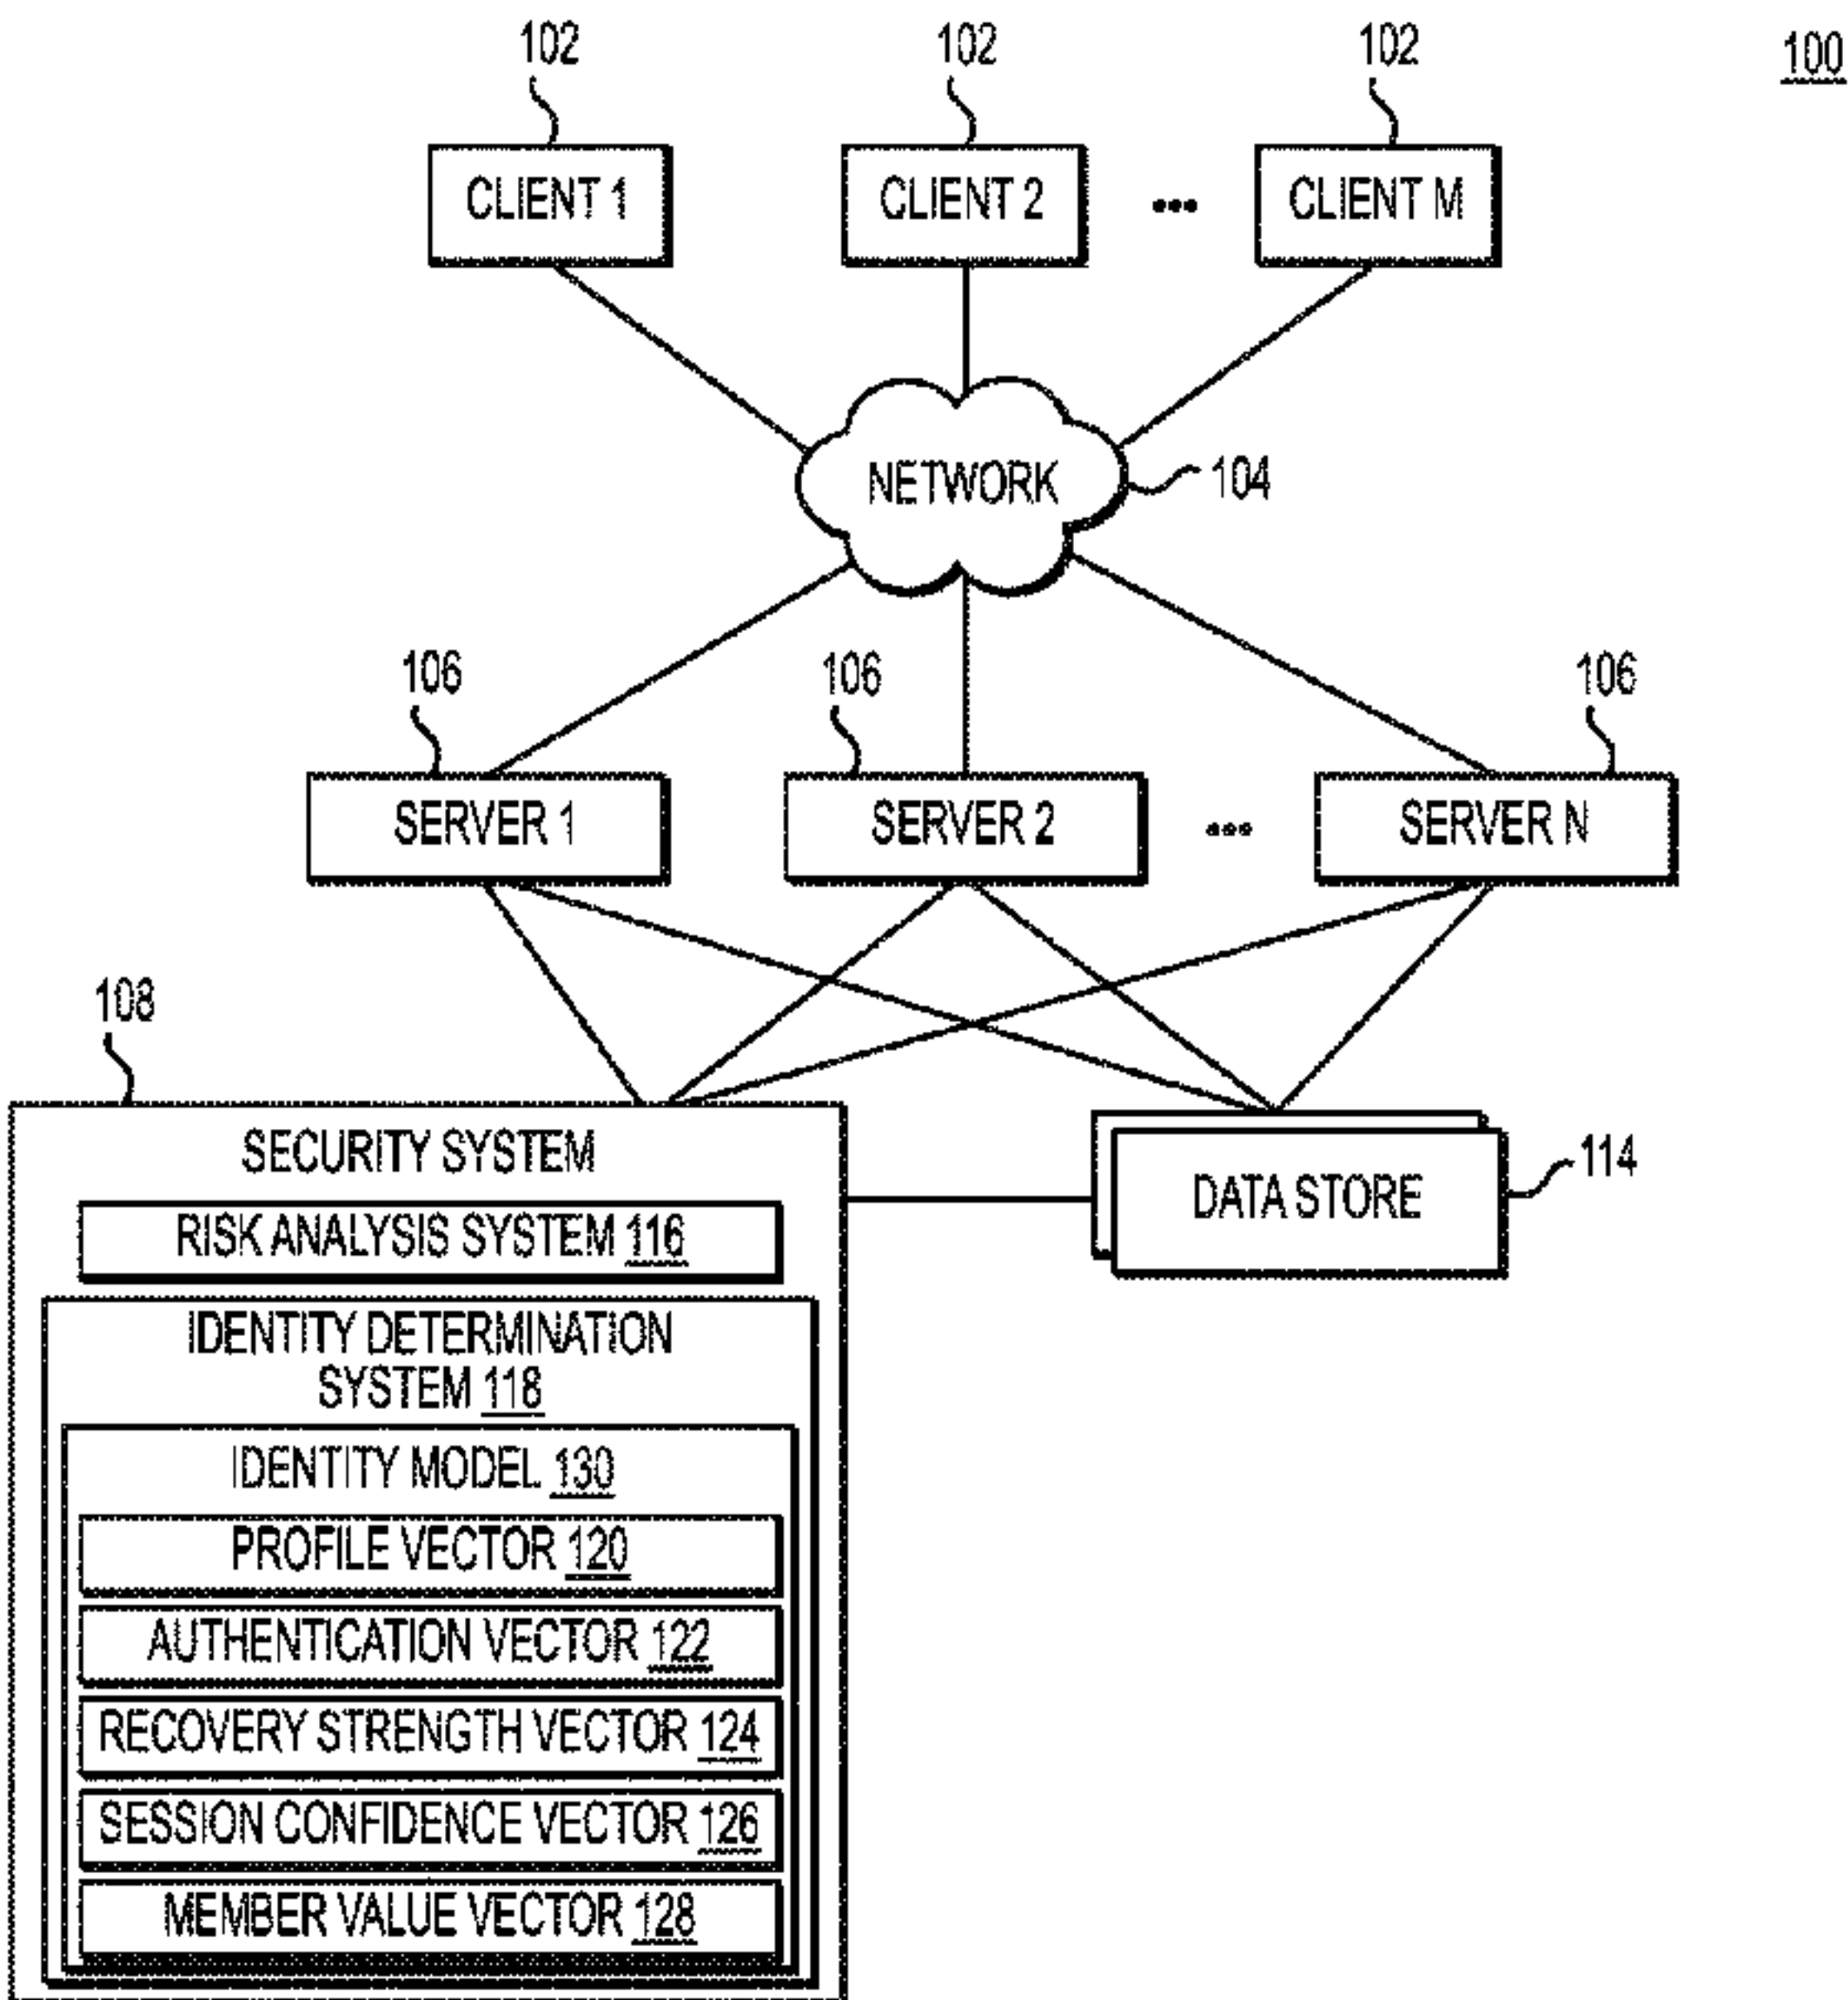 102 102 102 100
CLIENT 1 CLIENT 2 ••• CLIENT M
NETWORK 104
106 106 106
SERVER 1 SERVER 2 ••• SERVER N
108
SECURITY SYSTEM
RISK ANALYSIS SYSTEM 116
IDENTITY DETERMINATION
SYSTEM 118
IDENTITY MODEL 130
PROFILE VECTOR 120
AUTHENTICATION VECTOR 122
RECOVERY STRENGTH VECTOR 124
SESSION CONFIDENCE VECTOR 126
MEMBER VALUE VECTOR 128
DATA STORE 114